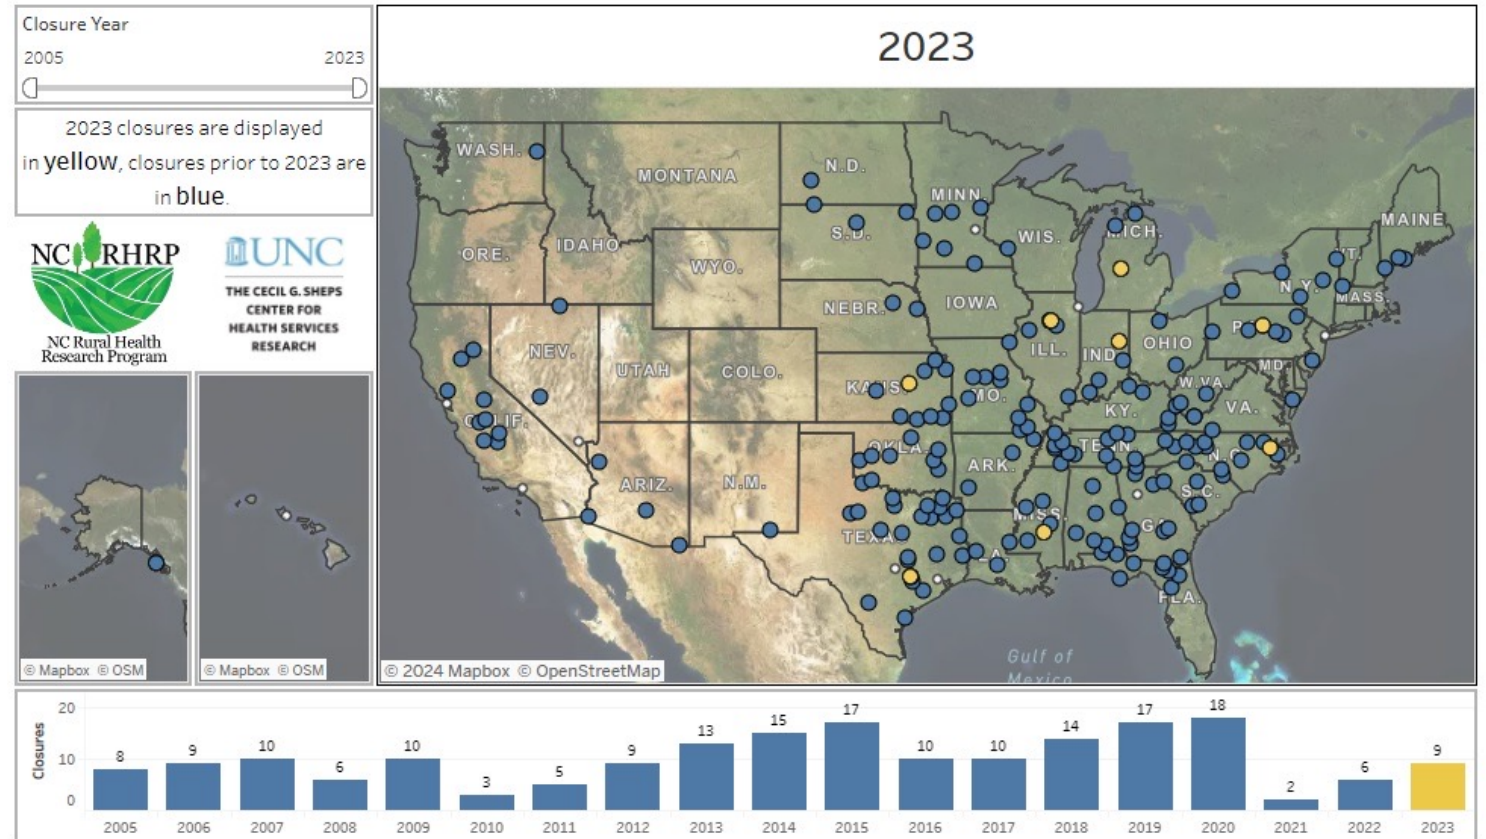 Closure Year
2005 2023
2023 closures are displayed
in yellow, closures prior to 2023 are
in blue.
NC RHRP
NC Rural Health
Research Program
UNC
THE CECIL G. SHEPS
CENTER FOR
HEALTH SERVICES
RESEARCH
© Mapbox © OSM
© Mapbox © OSM
2023
WASH.
MONTANA
N.D.
MINN.
MAINE
ORE.
IDAHO
S.D.
WIS.
MICH.
VT.
WYO.
NEBR.
IOWA
N.Y.
MASS.
NEV.
UTAH
COLO.
ILL.
IND
OHIO
MD.
KANS.
MO.
W.VA.
CALIF.
KY.
VA.
ARIZ.
N.M.
OKLA.
ARK.
TENN.
N.C.
S.C.
TEXAS
MISS.
GA.
LA.
FLA.
Gulf of
Mexico
© 2024 Mapbox © OpenStreetMap
Closures
20
10
0
8 9 10 6 10 3 5 9 13 15 17 10 10 14 17 18 2 6 9
2005 2006 2007 2008 2009 2010 2011 2012 2013 2014 2015 2016 2017 2018 2019 2020 2021 2022 2023